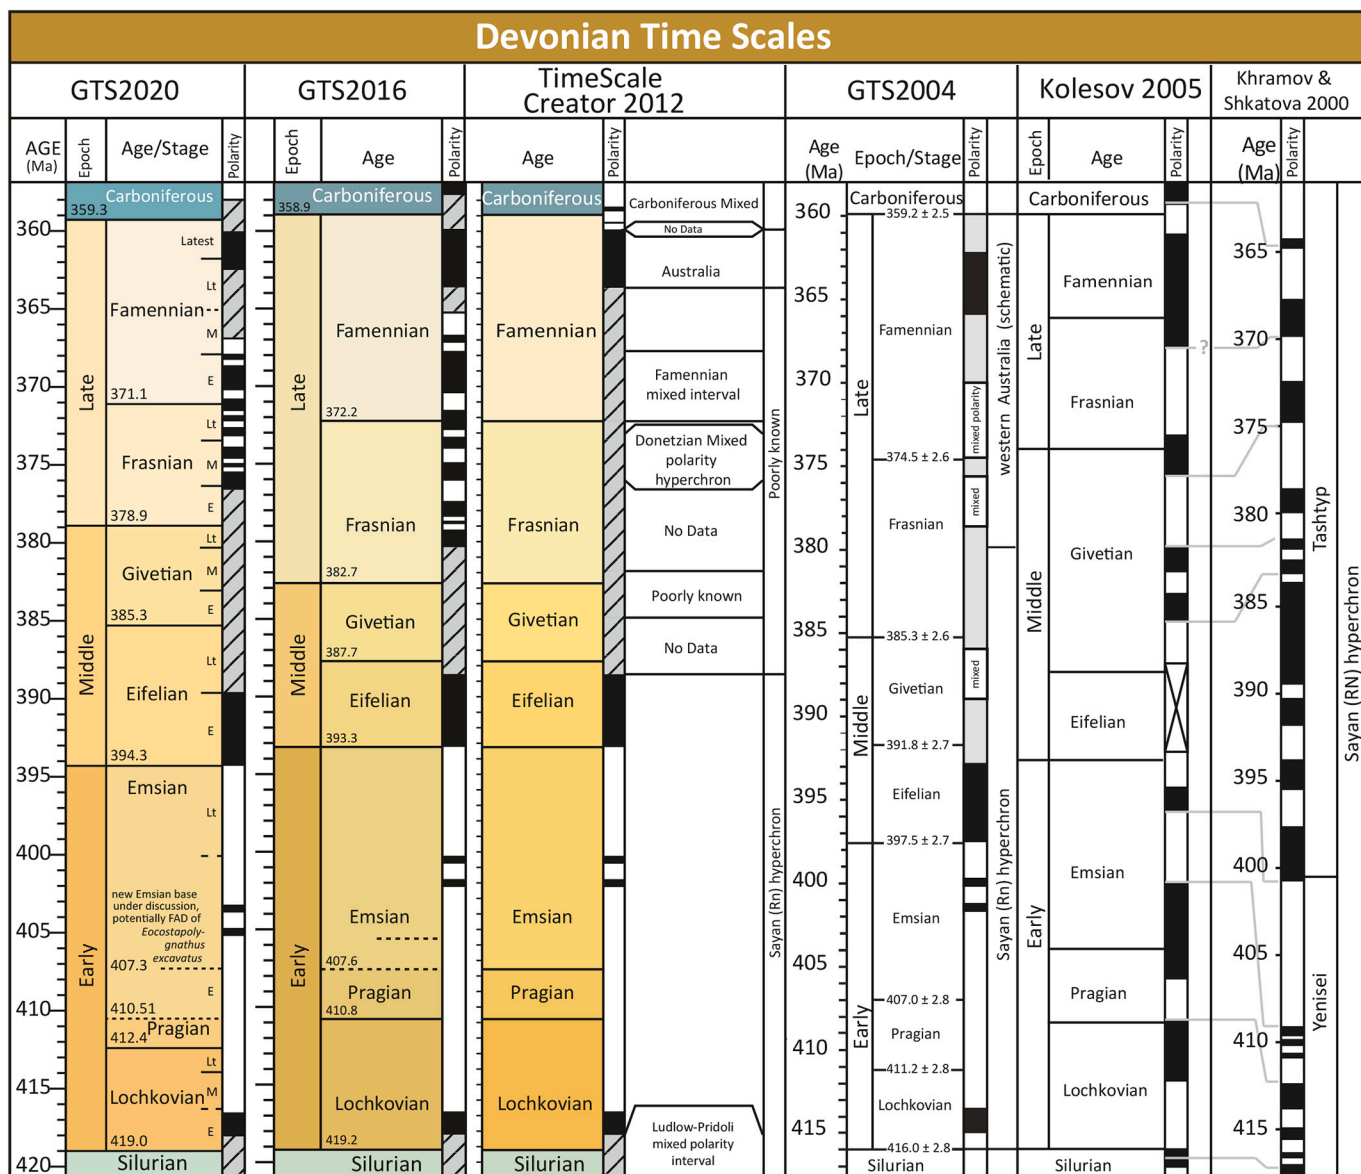 Devonian Time Scales
GTS2020
GTS2016
TimeScale
Creator 2012
GTS2004
Kolesov 2005
Khramov &
Shkatova 2000
AGE
(Ma)
Epoch
Age/Stage
Polarity
Epoch
Age
Polarity
Age
Polarity
Age
(Ma)
Epoch/Stage
Polarity
Epoch
Age
Polarity
Age
(Ma)
Polarity
360
365
370
375
380
385
390
395
400
405
410
415
420
Late
Middle
Early
Carboniferous
359.3
Latest
Lt
Famennian
M
E
371.1
Lt
Frasnian
M
E
378.9
Lt
Givetian
M
E
385.3
Lt
Eifelian
E
394.3
Emsian
Lt
new Emsian base
under discussion,
potentially FAD of
Eocostapoly-
gnathus
excavatus
407.3
E
410.51
Pragian
412.4
Lt
Lochkovian
M
E
419.0
Silurian
Late
Middle
Early
Carboniferous
358.9
Famennian
372.2
Frasnian
382.7
Givetian
387.7
Eifelian
393.3
Emsian
407.6
Pragian
410.8
Lochkovian
419.2
Silurian
Carboniferous
Famennian
Frasnian
Givetian
Eifelian
Emsian
Pragian
Lochkovian
Silurian
Carboniferous Mixed
No Data
Australia
Famennian
mixed interval
Donetzian Mixed
polarity
hyperchron
No Data
Poorly known
No Data
Ludlow-Pridoli
mixed polarity
interval
Poorly known
Sayan (Rn) hyperchron
360
365
370
375
380
385
390
395
400
405
410
415
Late
Middle
Early
Carboniferous
359.2 ± 2.5
Famennian
374.5 ± 2.6
Frasnian
385.3 ± 2.6
Givetian
391.8 ± 2.7
Eifelian
397.5 ± 2.7
Emsian
407.0 ± 2.8
Pragian
411.2 ± 2.8
Lochkovian
416.0 ± 2.8
Silurian
mixed polarity
mixed
mixed
western Australia (schematic)
Sayan (Rn) hyperchron
Late
Middle
Early
Carboniferous
Famennian
Frasnian
Givetian
Eifelian
Emsian
Pragian
Lochkovian
Silurian
?
365
370
375
380
385
390
395
400
405
410
415
Tashtyp
Yenisei
Sayan (RN) hyperchron